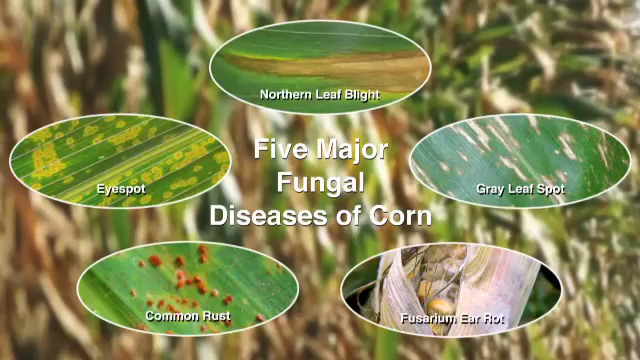 Northern Leaf Blight
Five Major
Fungal
Diseases of Corn
Eyespot
Gray Leaf Spot
Common Rust
Fusarium Ear Rot